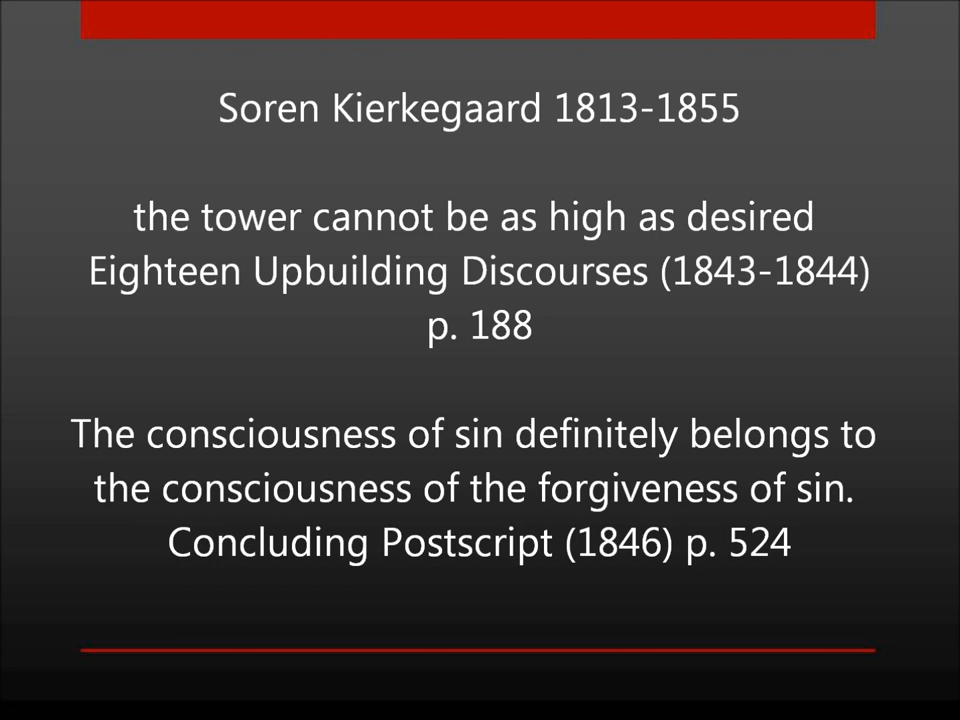 Soren Kierkegaard 1813-1855
the tower cannot be as high as desired
Eighteen Upbuilding Discourses (1843-1844)
p. 188
The consciousness of sin definitely belongs to
the consciousness of the forgiveness of sin.
Concluding Postscript (1846) p. 524